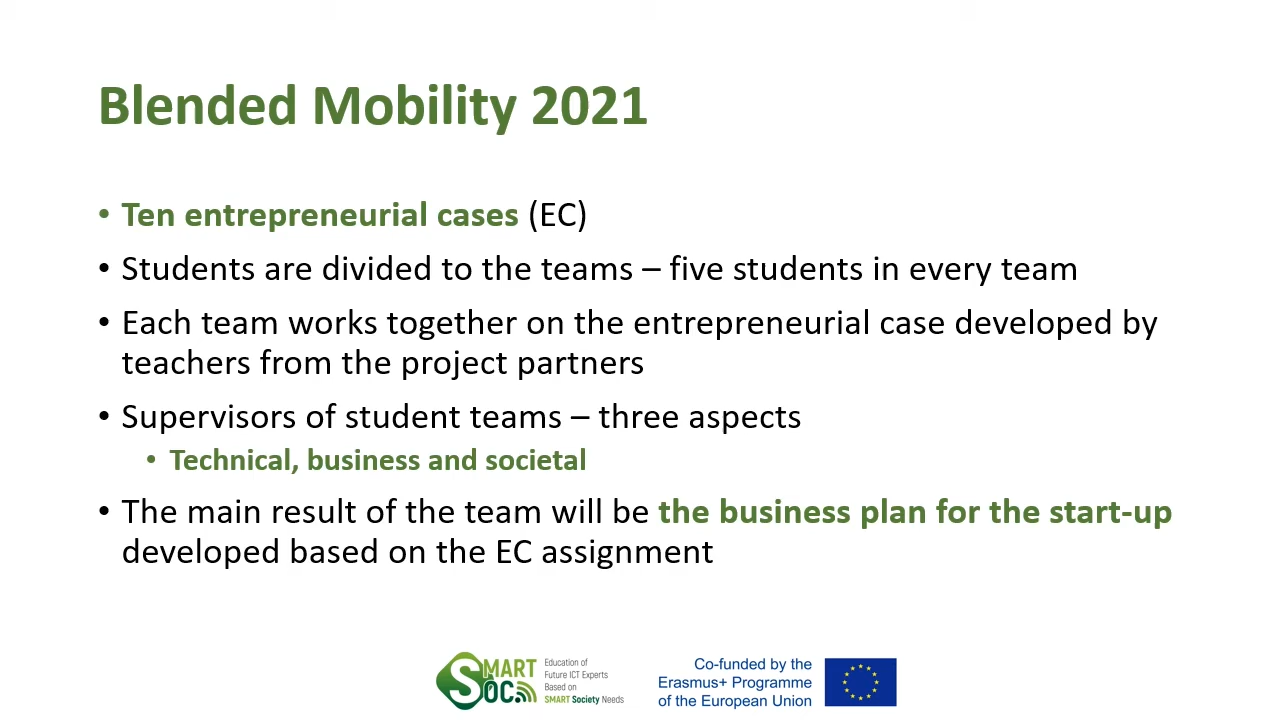 Blended Mobility 2021
• Ten entrepreneurial cases (EC)
• Students are divided to the teams – five students in every team
• Each team works together on the entrepreneurial case developed by
teachers from the project partners
• Supervisors of student teams – three aspects
• Technical, business and societal
• The main result of the team will be the business plan for the start-up
developed based on the EC assignment
SMART
SOC
Education of
Future ICT Experts
Based on
SMART Society Needs
Co-funded by the
Erasmus+ Programme
of the European Union